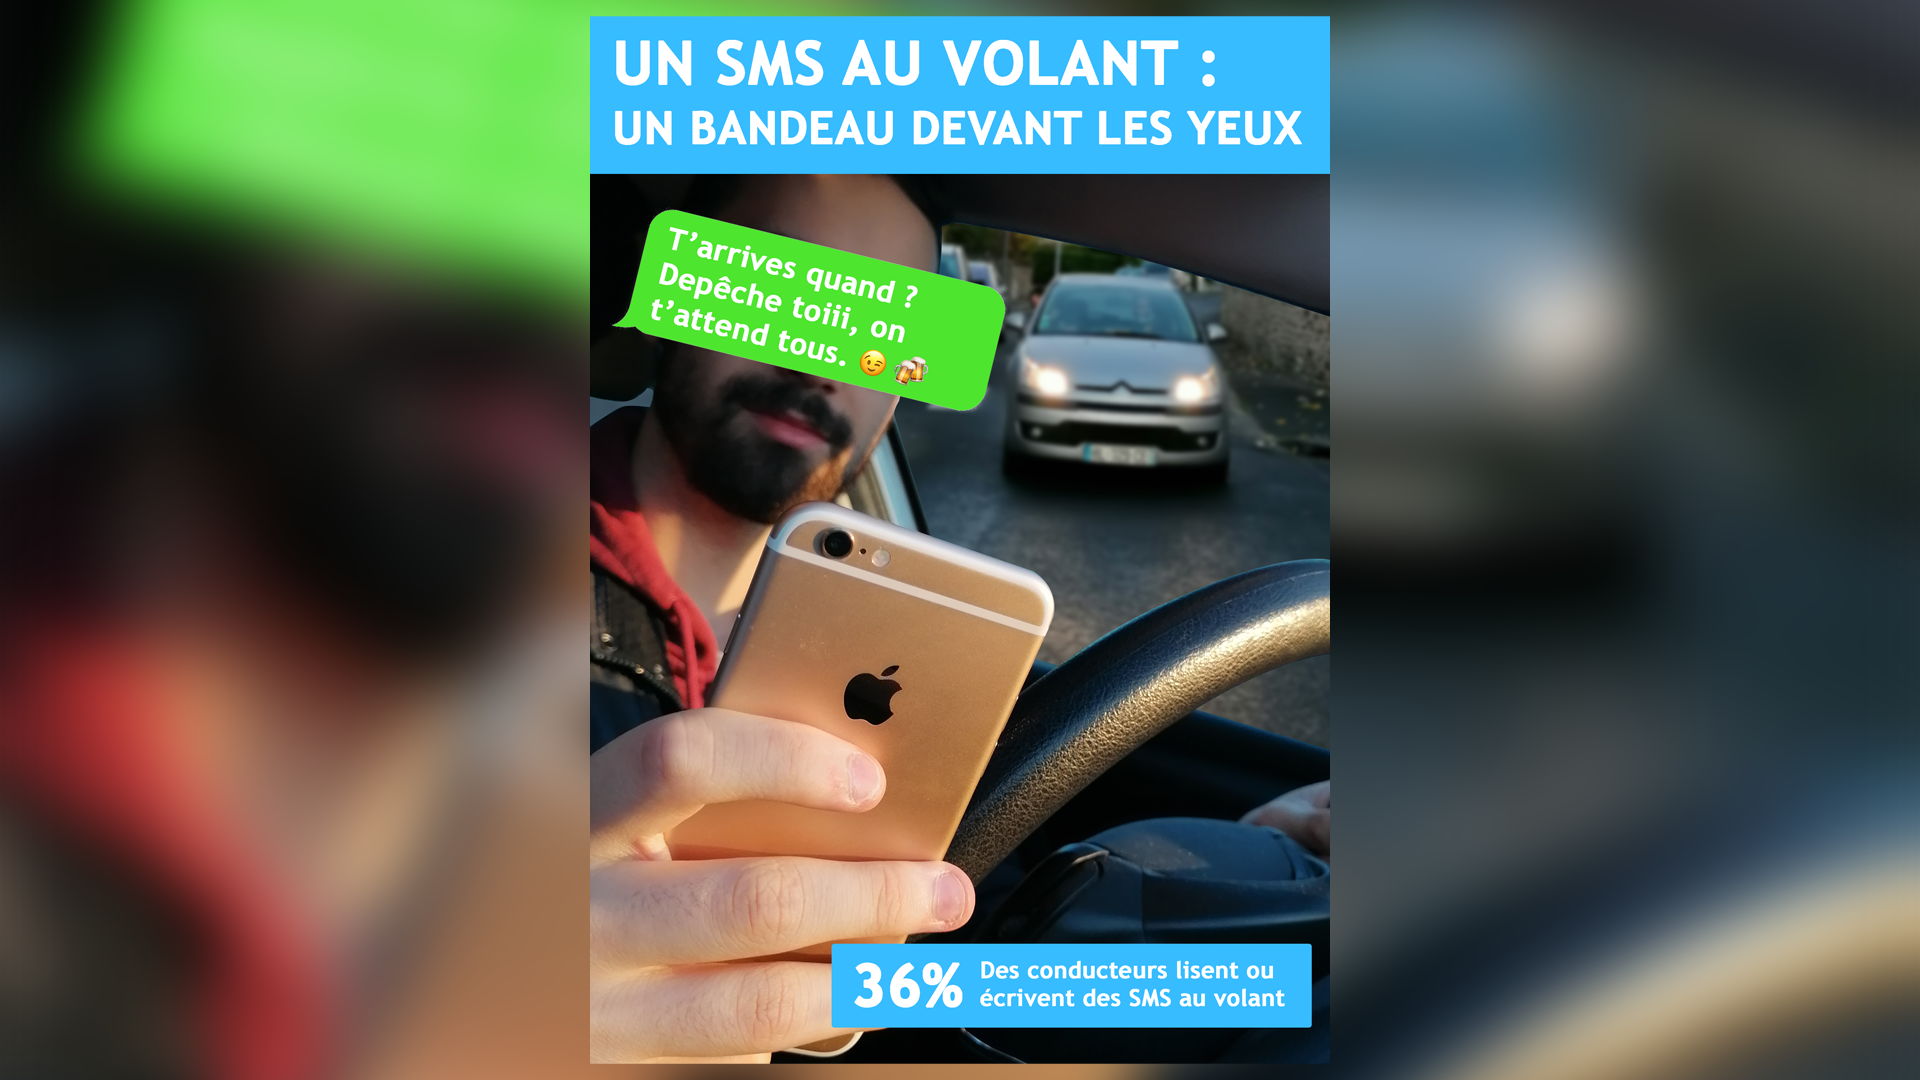 UN SMS AU VOLANT :
UN BANDEAU DEVANT LES YEUX
T’arrives quand ?
Depêche toiii, on
t’attend tous. 😉 🍻
36%
Des conducteurs lisent ou
écrivent des SMS au volant